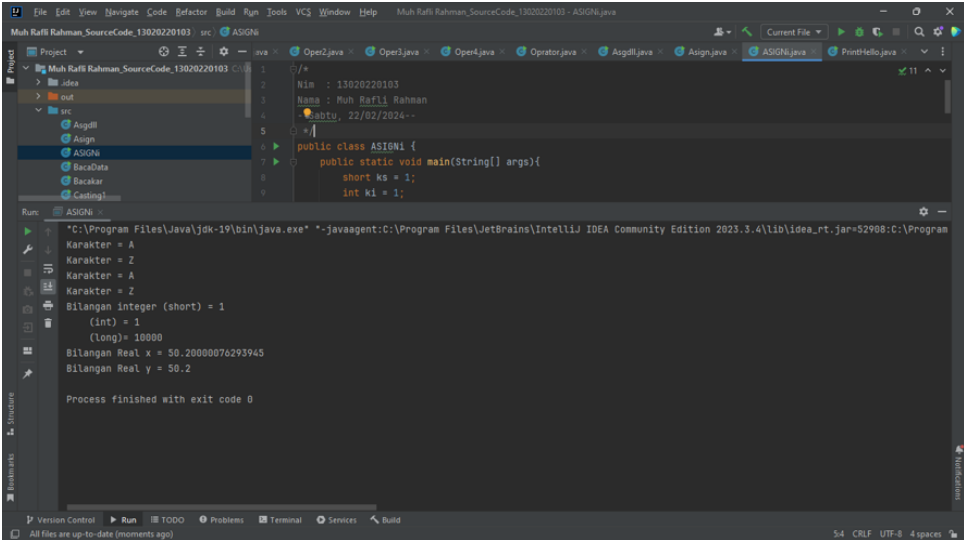 File Edit View Navigate Code Refactor Build Run Tools VCS Window Help Muh Rafli Rahman_SourceCode_13020220103 - ASIGNi.java
Muh Rafli Rahman_SourceCode_13020220103 src ASIGNi Current File
Project .ava Oper2.java Oper3.java Oper4.java Oprator.java Asgdll.java Asign.java ASIGNi.java PrintHello.java
Muh Rafli Rahman_SourceCode_13020220103 1 /* 11
.idea 2 Nim : 13020220103
out 3 Nama : Muh Rafli Rahman
src 4 --Sabtu, 22/02/2024--
Asgdll 5 */
Asign 6 public class ASIGNi {
ASIGNi 7 public static void main(String[] args){
BacaData 8 short ks = 1;
Bacakar 9 int ki = 1;
Casting1
Run: ASIGNi
"C:\Program Files\Java\jdk-19\bin\java.exe" "-javaagent:C:\Program Files\JetBrains\IntelliJ IDEA Community Edition 2023.3.4\lib\idea_rt.jar=52908:C:\Program
Karakter = A
Karakter = Z
Karakter = A
Karakter = Z
Bilangan integer (short) = 1
(int) = 1
(long)= 10000
Bilangan Real x = 50.20000076293945
Bilangan Real y = 50.2
Process finished with exit code 0
Structure
Bookmarks
Notifications
Version Control Run TODO Problems Terminal Services Build
All files are up-to-date (moments ago) 5:4 CRLF UTF-8 4 spaces